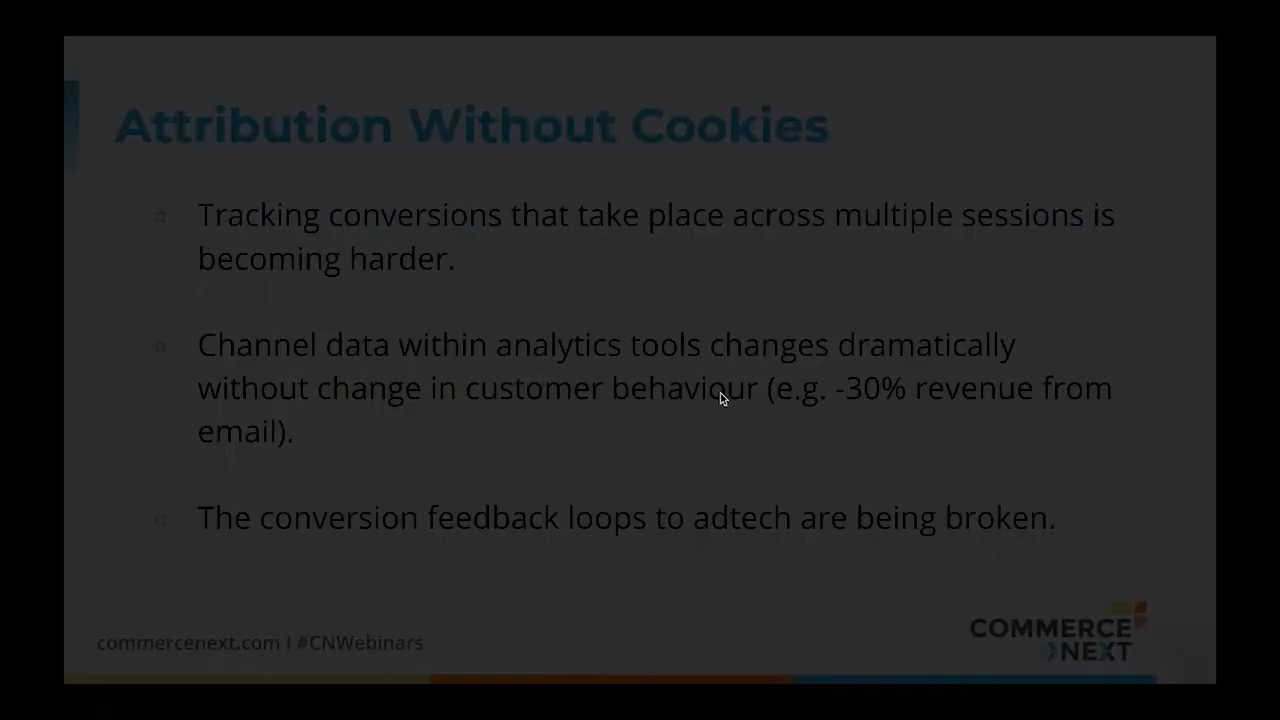 Attribution Without Cookies
Tracking conversions that take place across multiple sessions is
becoming harder.
Channel data within analytics tools changes dramatically
without change in customer behaviour (e.g. -30% revenue from
email).
The conversion feedback loops to adtech are being broken.
commercenext.com | #CNWebinars
COMMERCE
NEXT